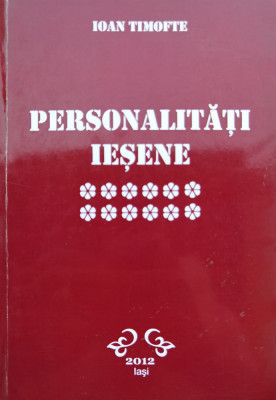 IOAN TIMOFTE
PERSONALITĂȚI
IEȘENE
2012
Iași